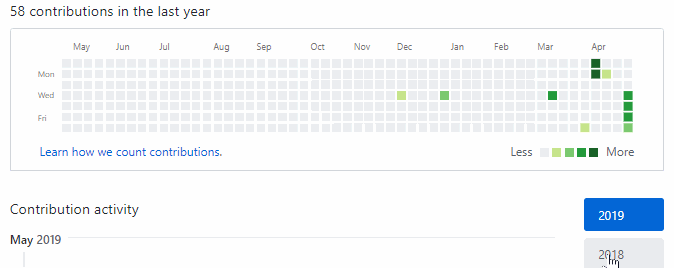 58 contributions in the last year
May Jun Jul Aug Sep Oct Nov Dec Jan Feb Mar Apr
Mon
Wed
Fri
Learn how we count contributions.
Less More
Contribution activity
2019
May 2019
2018